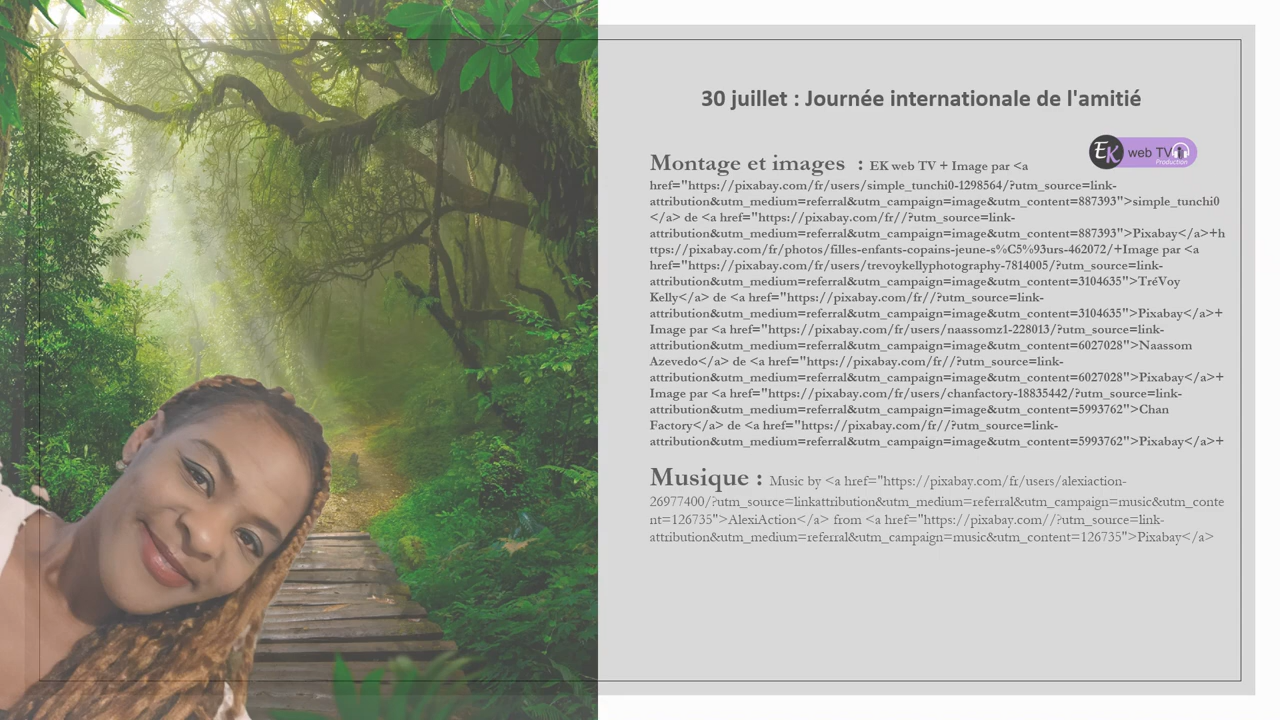 30 juillet : Journée internationale de l'amitié
EK web TV Production
Montage et images : EK web TV + Image par <a
href="https://pixabay.com/fr/users/simple_tunchi0-1298564/?utm_source=link-
attribution&utm_medium=referral&utm_campaign=image&utm_content=887393">simple_tunchi0
</a> de <a href="https://pixabay.com/fr//?utm_source=link-
attribution&utm_medium=referral&utm_campaign=image&utm_content=887393">Pixabay</a>+h
ttps://pixabay.com/fr/photos/filles-enfants-copains-jeune-s%C5%93urs-462072/+Image par <a
href="https://pixabay.com/fr/users/trevoykellyphotography-7814005/?utm_source=link-
attribution&utm_medium=referral&utm_campaign=image&utm_content=3104635">TréVoy
Kelly</a> de <a href="https://pixabay.com/fr//?utm_source=link-
attribution&utm_medium=referral&utm_campaign=image&utm_content=3104635">Pixabay</a>+
Image par <a href="https://pixabay.com/fr/users/naassomz1-228013/?utm_source=link-
attribution&utm_medium=referral&utm_campaign=image&utm_content=6027028">Naassom
Azevedo</a> de <a href="https://pixabay.com/fr//?utm_source=link-
attribution&utm_medium=referral&utm_campaign=image&utm_content=6027028">Pixabay</a>+
Image par <a href="https://pixabay.com/fr/users/chanfactory-18835442/?utm_source=link-
attribution&utm_medium=referral&utm_campaign=image&utm_content=5993762">Chan
Factory</a> de <a href="https://pixabay.com/fr//?utm_source=link-
attribution&utm_medium=referral&utm_campaign=image&utm_content=5993762">Pixabay</a>+
Musique : Music by <a href="https://pixabay.com/fr/users/alexiaction-
26977400/?utm_source=linkattribution&utm_medium=referral&utm_campaign=music&utm_conte
nt=126735">AlexiAction</a> from <a href="https://pixabay.com//?utm_source=link-
attribution&utm_medium=referral&utm_campaign=music&utm_content=126735">Pixabay</a>